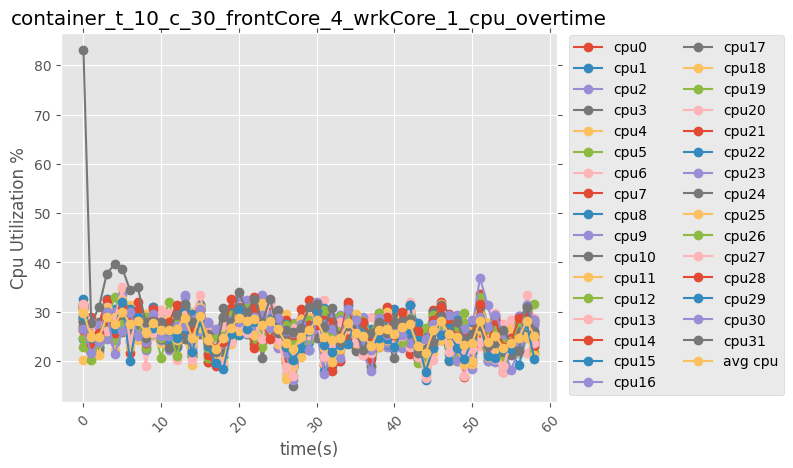 container_t_10_c_30_frontCore_4_wrkCore_1_cpu_overtime
Cpu Utilization %
80
70
60
50
40
30
20
0
10
20
30
40
50
60
time(s)
cpu0
cpu1
cpu2
cpu3
cpu4
cpu5
cpu6
cpu7
cpu8
cpu9
cpu10
cpu11
cpu12
cpu13
cpu14
cpu15
cpu16
cpu17
cpu18
cpu19
cpu20
cpu21
cpu22
cpu23
cpu24
cpu25
cpu26
cpu27
cpu28
cpu29
cpu30
cpu31
avg cpu